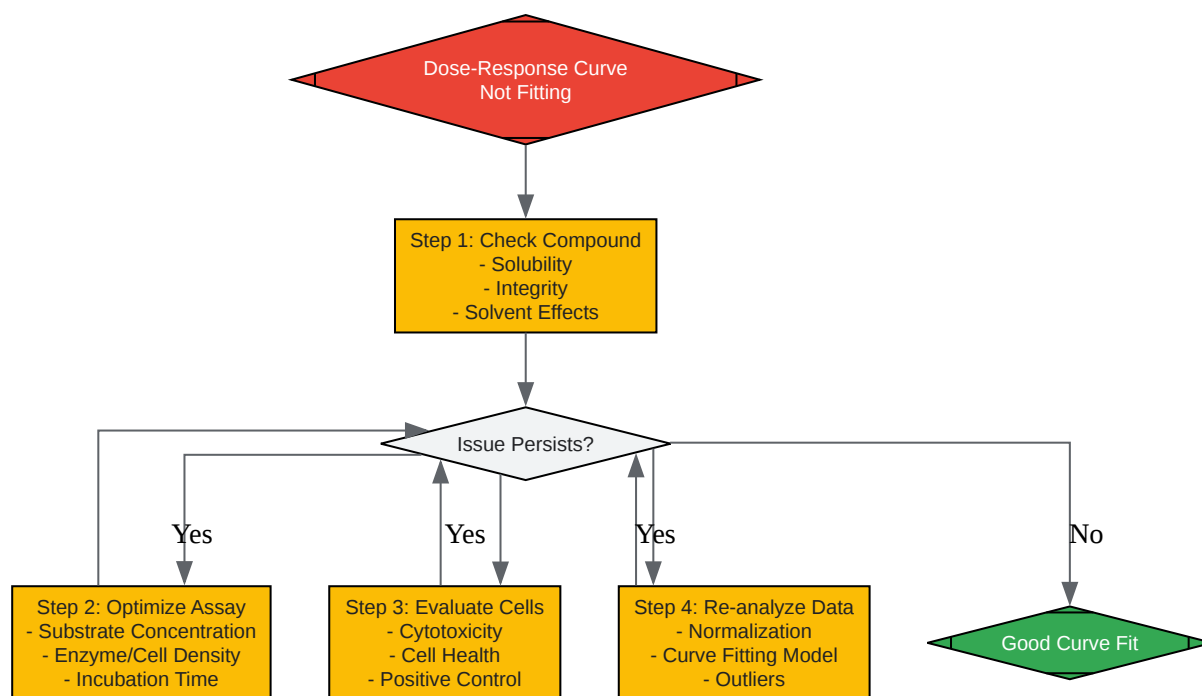 Dose-Response Curve
Not Fitting
Step 1: Check Compound
- Solubility
- Integrity
- Solvent Effects
Issue Persists?
Yes
Yes
Yes
No
Step 2: Optimize Assay
- Substrate Concentration
- Enzyme/Cell Density
- Incubation Time
Step 3: Evaluate Cells
- Cytotoxicity
- Cell Health
- Positive Control
Step 4: Re-analyze Data
- Normalization
- Curve Fitting Model
- Outliers
Good Curve Fit